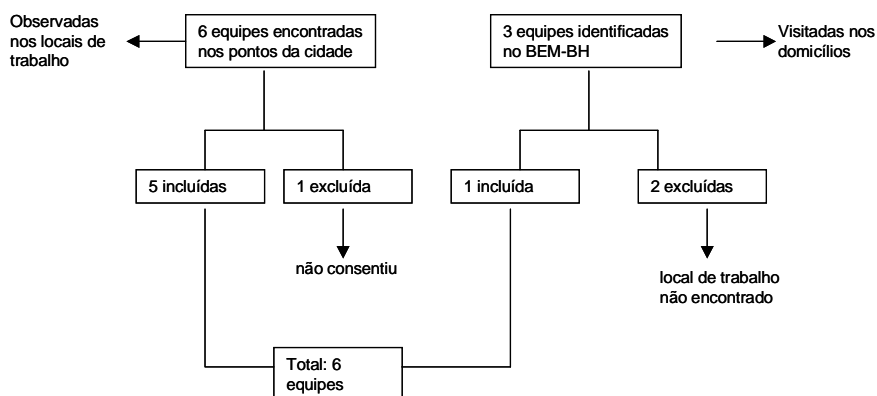 Observadas
nos locais de
trabalho
6 equipes encontradas
nos pontos da cidade
3 equipes identificadas
no BEM-BH
Visitadas nos
domicílios
5 incluídas
1 excluída
1 incluída
2 excluídas
não consentiu
local de trabalho
não encontrado
Total: 6
equipes